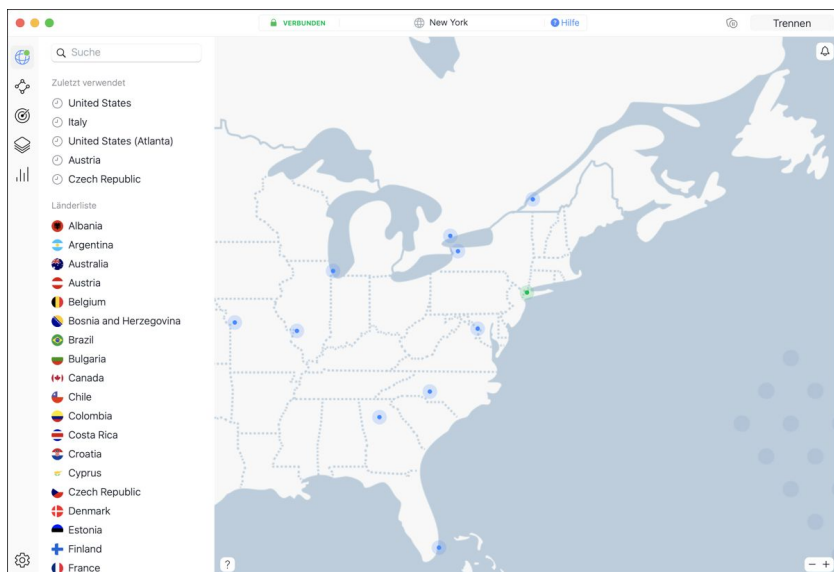 VERBUNDEN
New York
? Hilfe
Trennen
Suche
Zuletzt verwendet
United States
Italy
United States (Atlanta)
Austria
Czech Republic
Länderliste
Albania
Argentina
Australia
Austria
Belgium
Bosnia and Herzegovina
Brazil
Bulgaria
Canada
Chile
Colombia
Costa Rica
Croatia
Cyprus
Czech Republic
Denmark
Estonia
Finland
France
?
− +